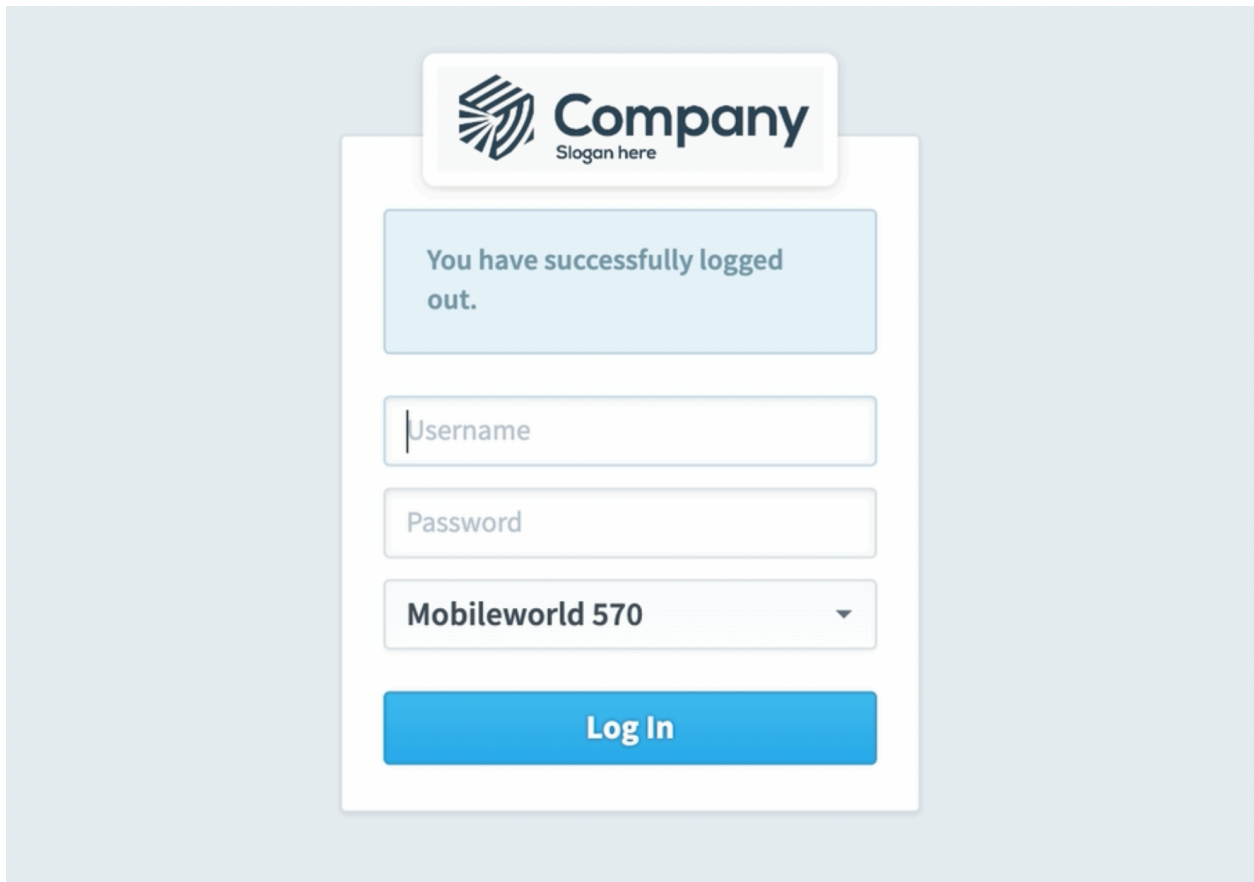 Company
Slogan here
You have successfully logged
out.
Username
Password
Mobileworld 570
Log In